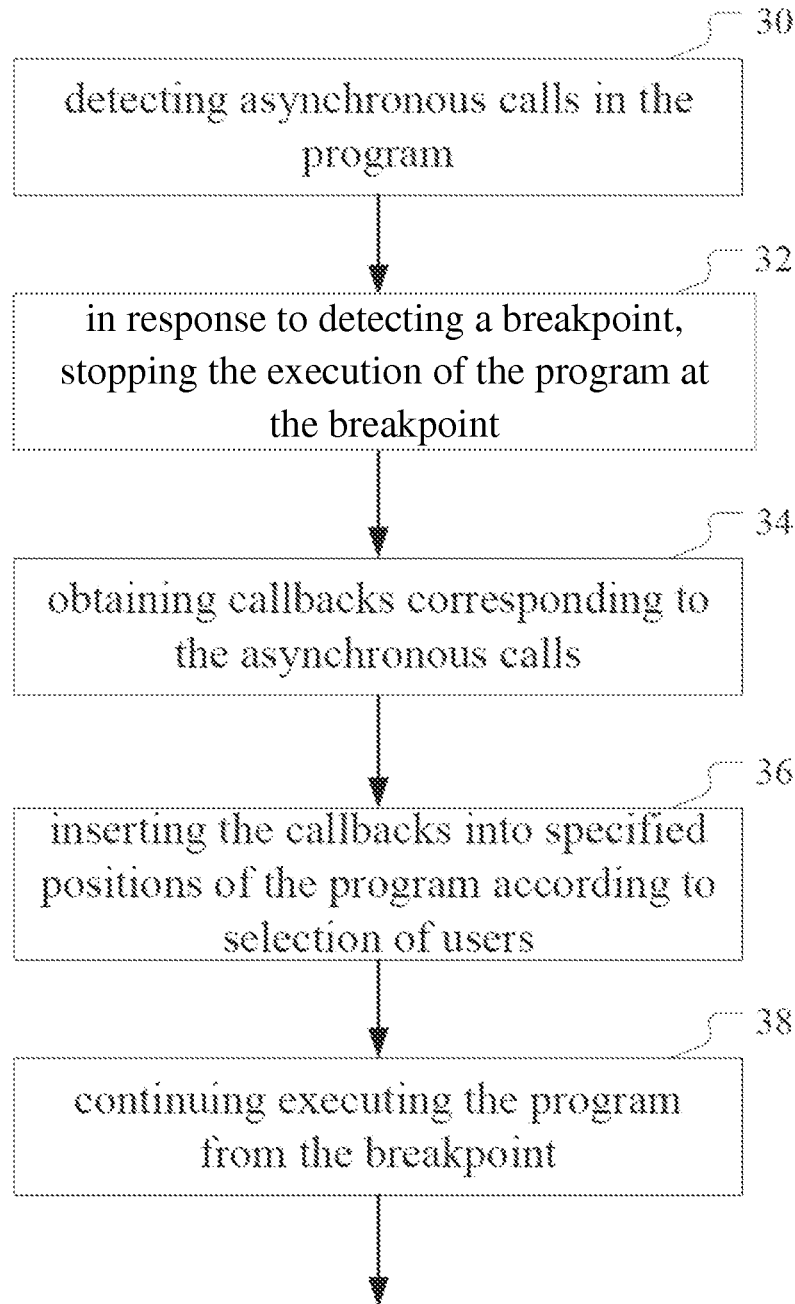 30
detecting asynchronous calls in the
program
32
in response to detecting a breakpoint,
stopping the execution of the program at
the breakpoint
34
obtaining callbacks corresponding to
the asynchronous calls
36
inserting the callbacks into specified
positions of the program according to
selection of users
38
continuing executing the program
from the breakpoint